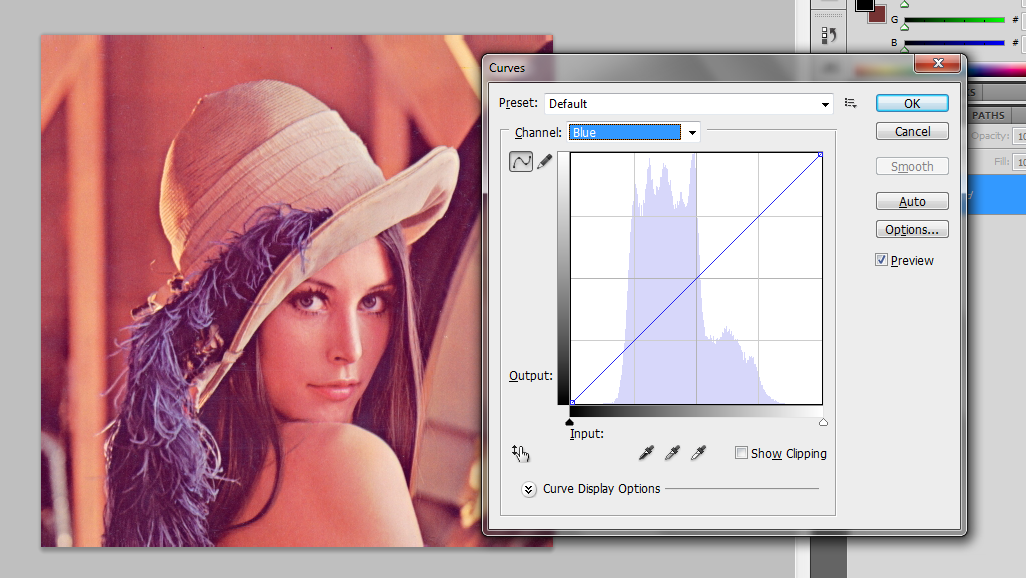 G
#
B
#
Curves
Preset: Default
OK
Channel: Blue
Cancel
PATHS
Opacity: 10
Smooth
Fill: 10
Auto
Options...
Preview
Output:
Input:
Show Clipping
Curve Display Options